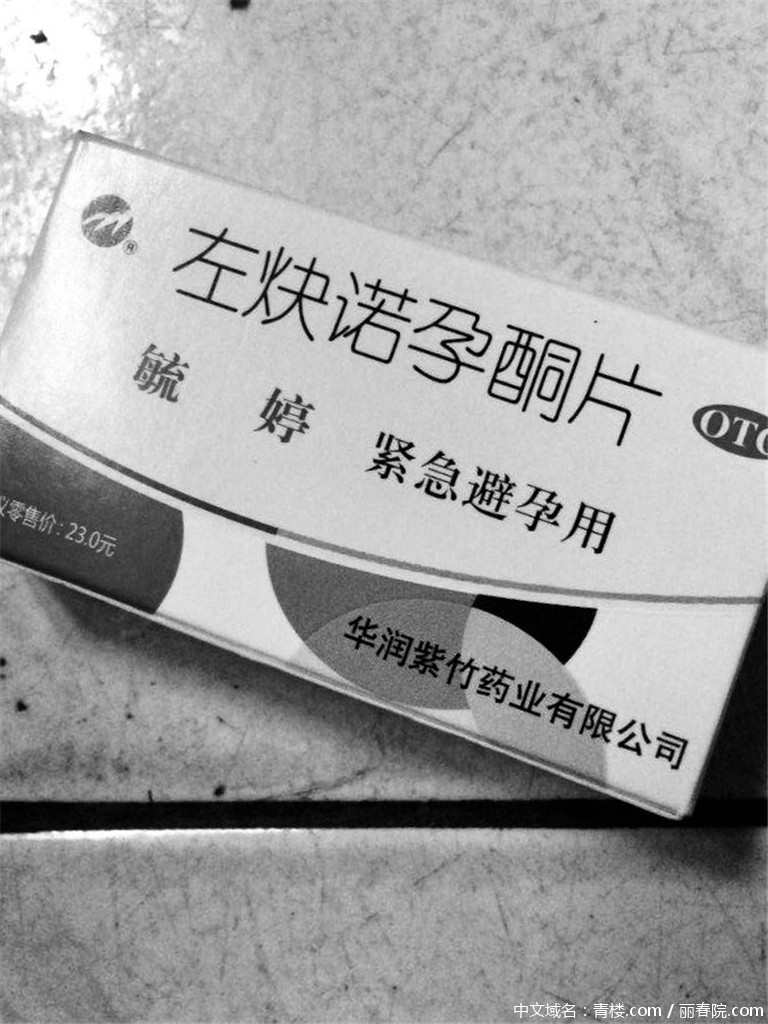 ®
左炔诺孕酮片
OTC
毓 婷 紧急避孕用
议零售价:23.0元
华润紫竹药业有限公司
中文域名：青楼.com / 丽春院.com